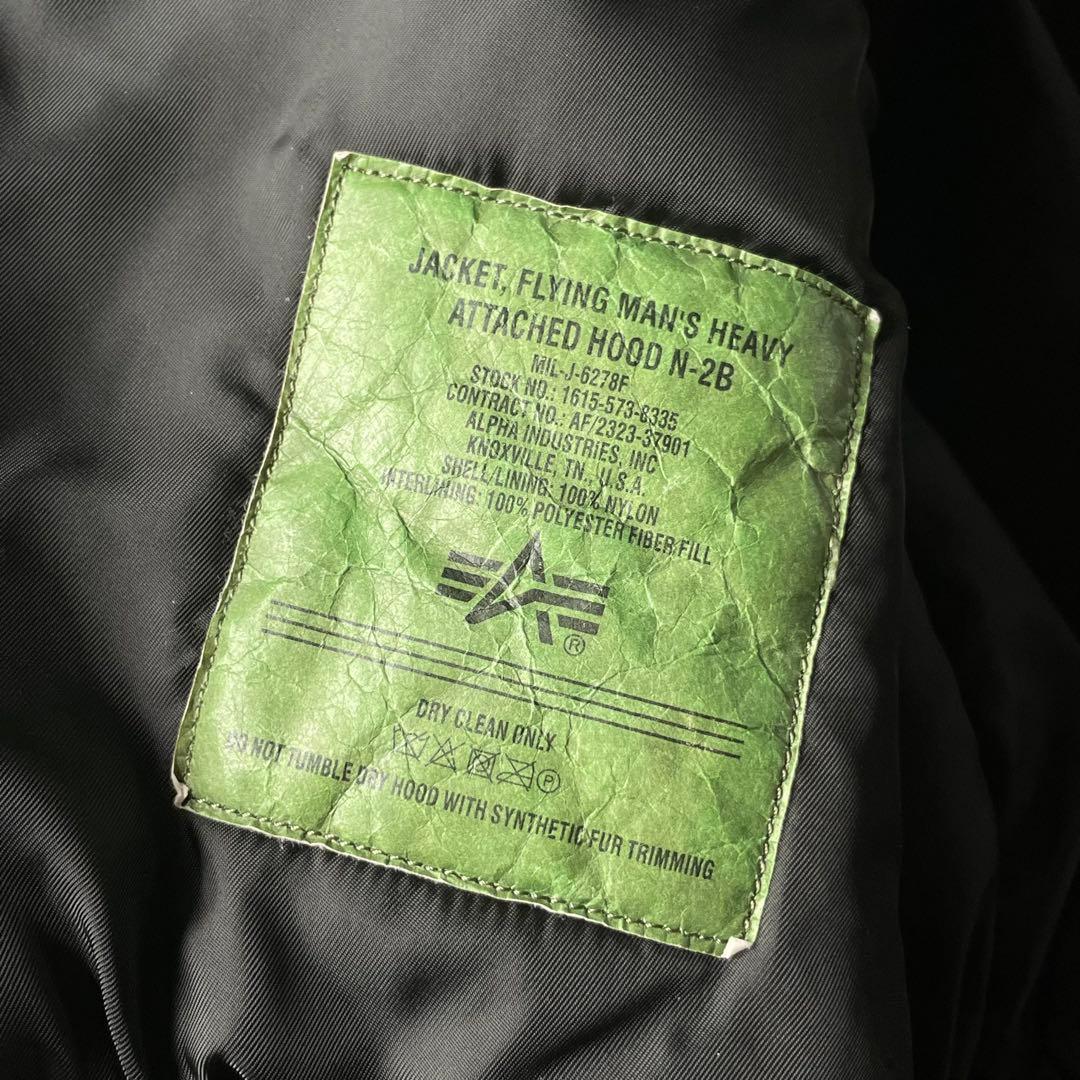 JACKET, FLYING MAN'S HEAVY
ATTACHED HOOD N-2B
MIL-J-6278F
STOCK NO.: 1615-573-8335
CONTRACT NO.: AF/2323-37901
ALPHA INDUSTRIES, INC
KNOXVILLE, TN., U.S.A.
SHELL/LINING: 100% NYLON
INTERLINING: 100% POLYESTER FIBER FILL
®
DRY CLEAN ONLY
P
DO NOT TUMBLE DRY HOOD WITH SYNTHETIC FUR TRIMMING